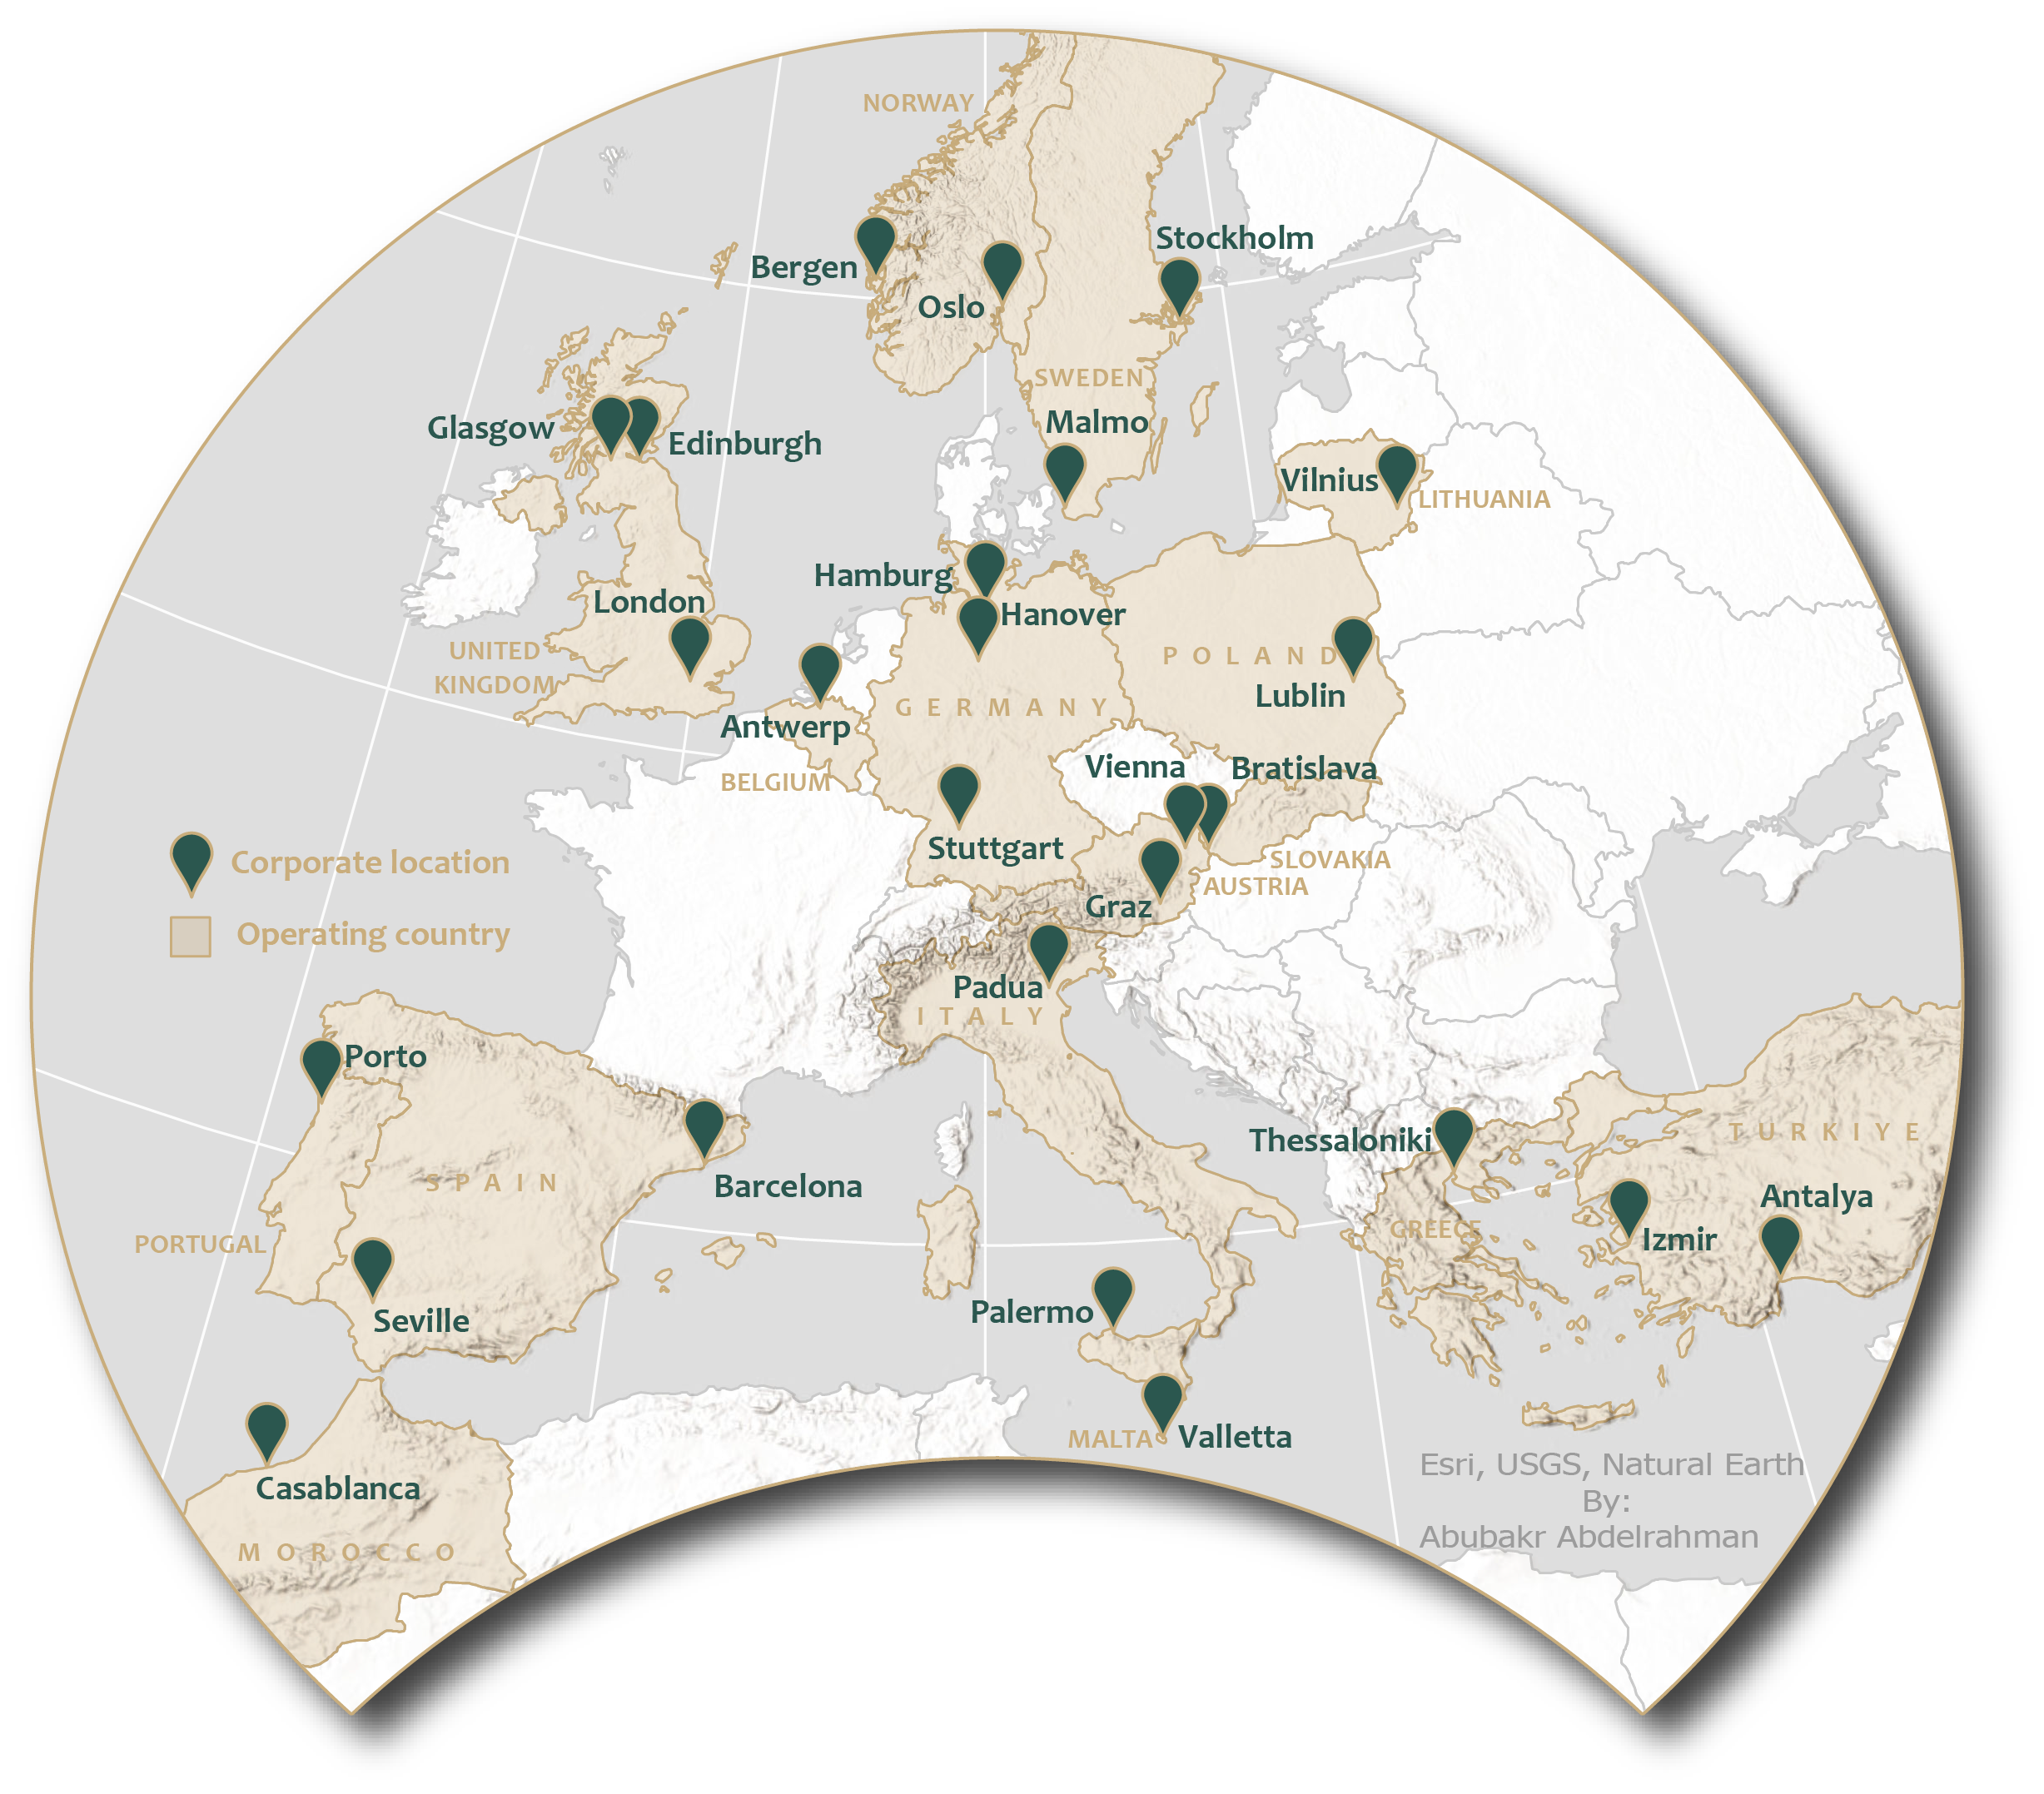 NORWAY
Stockholm
Bergen
Oslo
SWEDEN
Malmo
Glasgow
Edinburgh
Vilnius
LITHUANIA
Hamburg
London
Hanover
UNITED
KINGDOM
POLAND
Lublin
GERMANY
Antwerp
BELGIUM
Vienna
Bratislava
Stuttgart
SLOVAKIA
AUSTRIA
Graz
Corporate location
Operating country
Padua
ITALY
Porto
Thessaloniki
TURKIYE
SPAIN
Barcelona
Antalya
GREECE
Izmir
PORTUGAL
Seville
Palermo
MALTA
Valletta
Casablanca
MOROCCO
Esri, USGS, Natural Earth
By:
Abubakr Abdelrahman